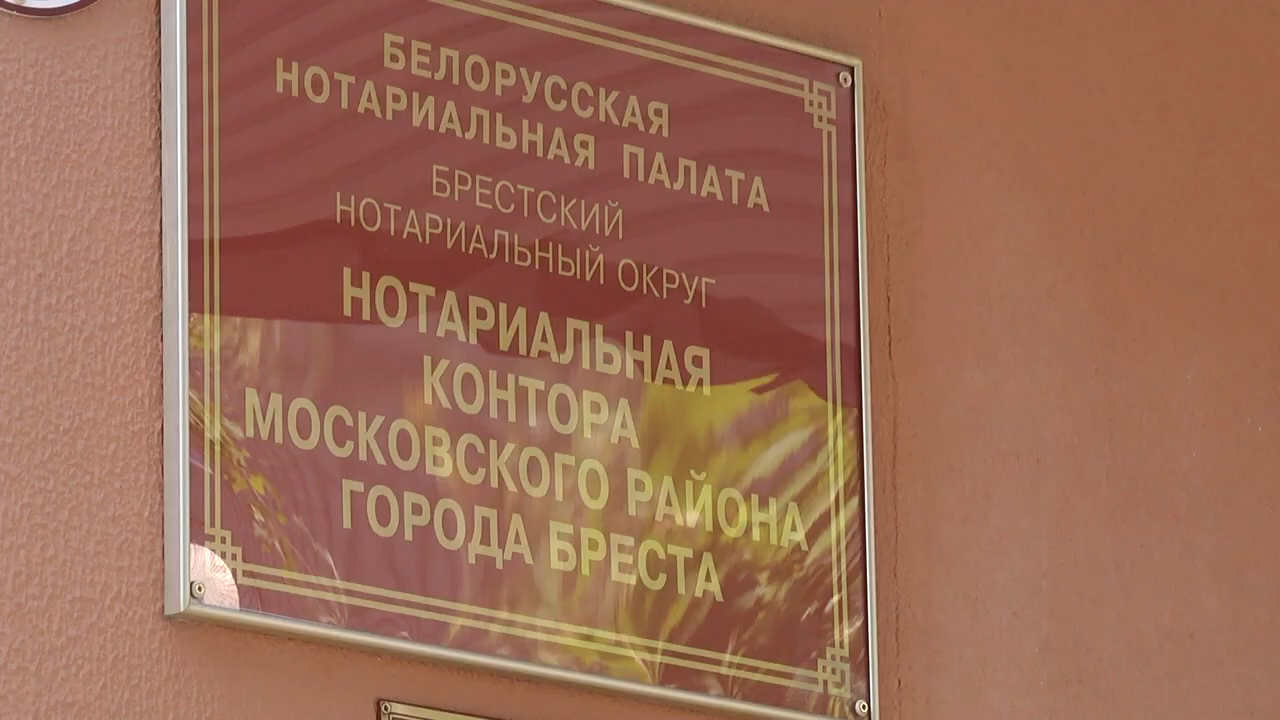 БЕЛОРУССКАЯ
НОТАРИАЛЬНАЯ ПАЛАТА
БРЕСТСКИЙ
НОТАРИАЛЬНЫЙ ОКРУГ
НОТАРИАЛЬНАЯ
КОНТОРА
МОСКОВСКОГО РАЙОНА
ГОРОДА БРЕСТА